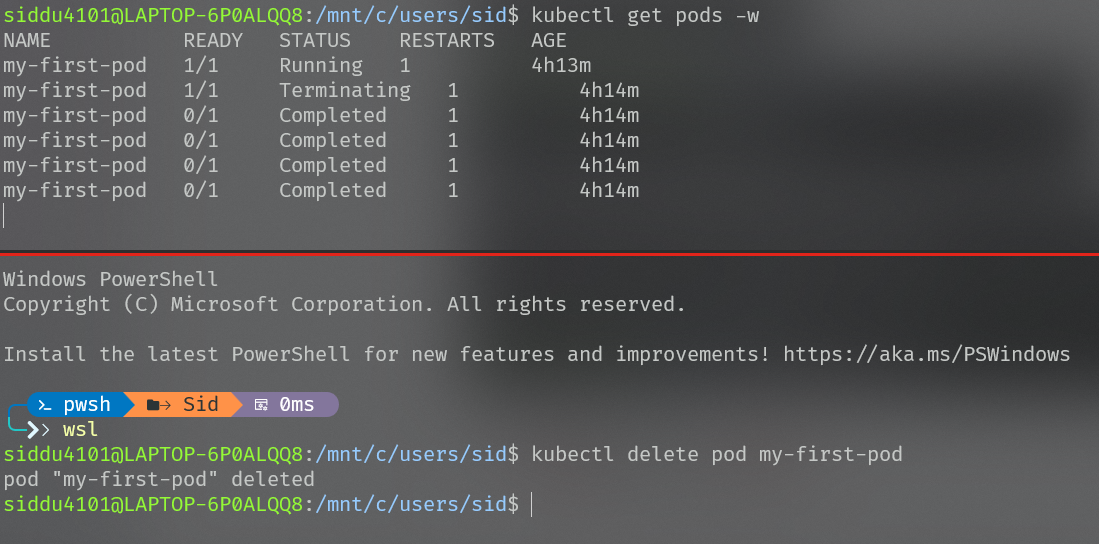 siddu4101@LAPTOP-6P0ALQQ8:/mnt/c/users/sid$ kubectl get pods -w
NAME           READY   STATUS    RESTARTS   AGE
my-first-pod   1/1     Running   1          4h13m
my-first-pod   1/1     Terminating   1          4h14m
my-first-pod   0/1     Completed     1          4h14m
my-first-pod   0/1     Completed     1          4h14m
my-first-pod   0/1     Completed     1          4h14m
my-first-pod   0/1     Completed     1          4h14m
Windows PowerShell
Copyright (C) Microsoft Corporation. All rights reserved.
Install the latest PowerShell for new features and improvements! https://aka.ms/PSWindows
pwsh Sid 0ms
wsl
siddu4101@LAPTOP-6P0ALQQ8:/mnt/c/users/sid$ kubectl delete pod my-first-pod
pod "my-first-pod" deleted
siddu4101@LAPTOP-6P0ALQQ8:/mnt/c/users/sid$